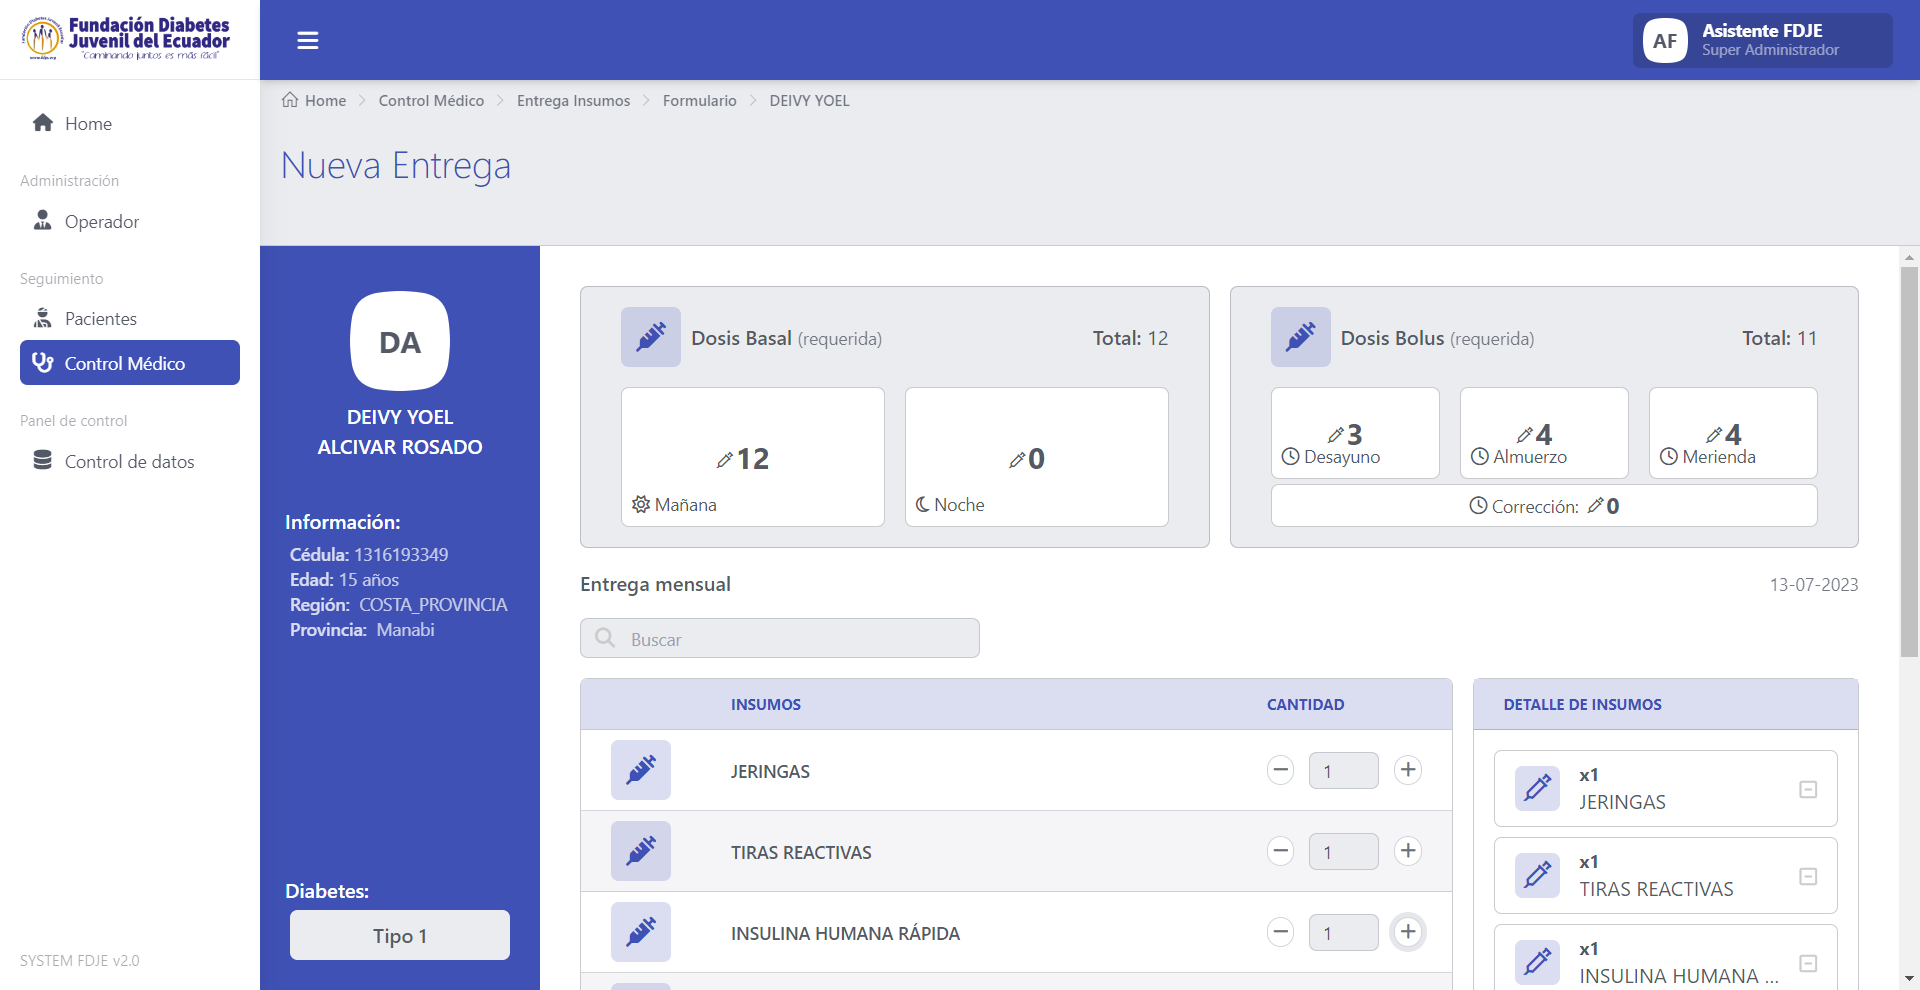 Fundación Diabetes
Juvenil del Ecuador
"Caminando juntos es más fácil"
www.fdje.org
AF
Asistente FDJE
Super Administrador
Home
Administración
Operador
Seguimiento
Pacientes
Control Médico
Panel de control
Control de datos
SYSTEM FDJE v2.0
Home > Control Médico > Entrega Insumos > Formulario > DEIVY YOEL
Nueva Entrega
DA
DEIVY YOEL
ALCIVAR ROSADO
Información:
Cédula: 1316193349
Edad: 15 años
Región: COSTA_PROVINCIA
Provincia: Manabi
Diabetes:
Tipo 1
Dosis Basal (requerida) Total: 12
12
Mañana
0
Noche
Dosis Bolus (requerida) Total: 11
3
Desayuno
4
Almuerzo
4
Merienda
Corrección: 0
Entrega mensual 13-07-2023
Buscar
INSUMOS CANTIDAD
JERINGAS 1
TIRAS REACTIVAS 1
INSULINA HUMANA RÁPIDA 1
DETALLE DE INSUMOS
x1
JERINGAS
x1
TIRAS REACTIVAS
x1
INSULINA HUMANA ...